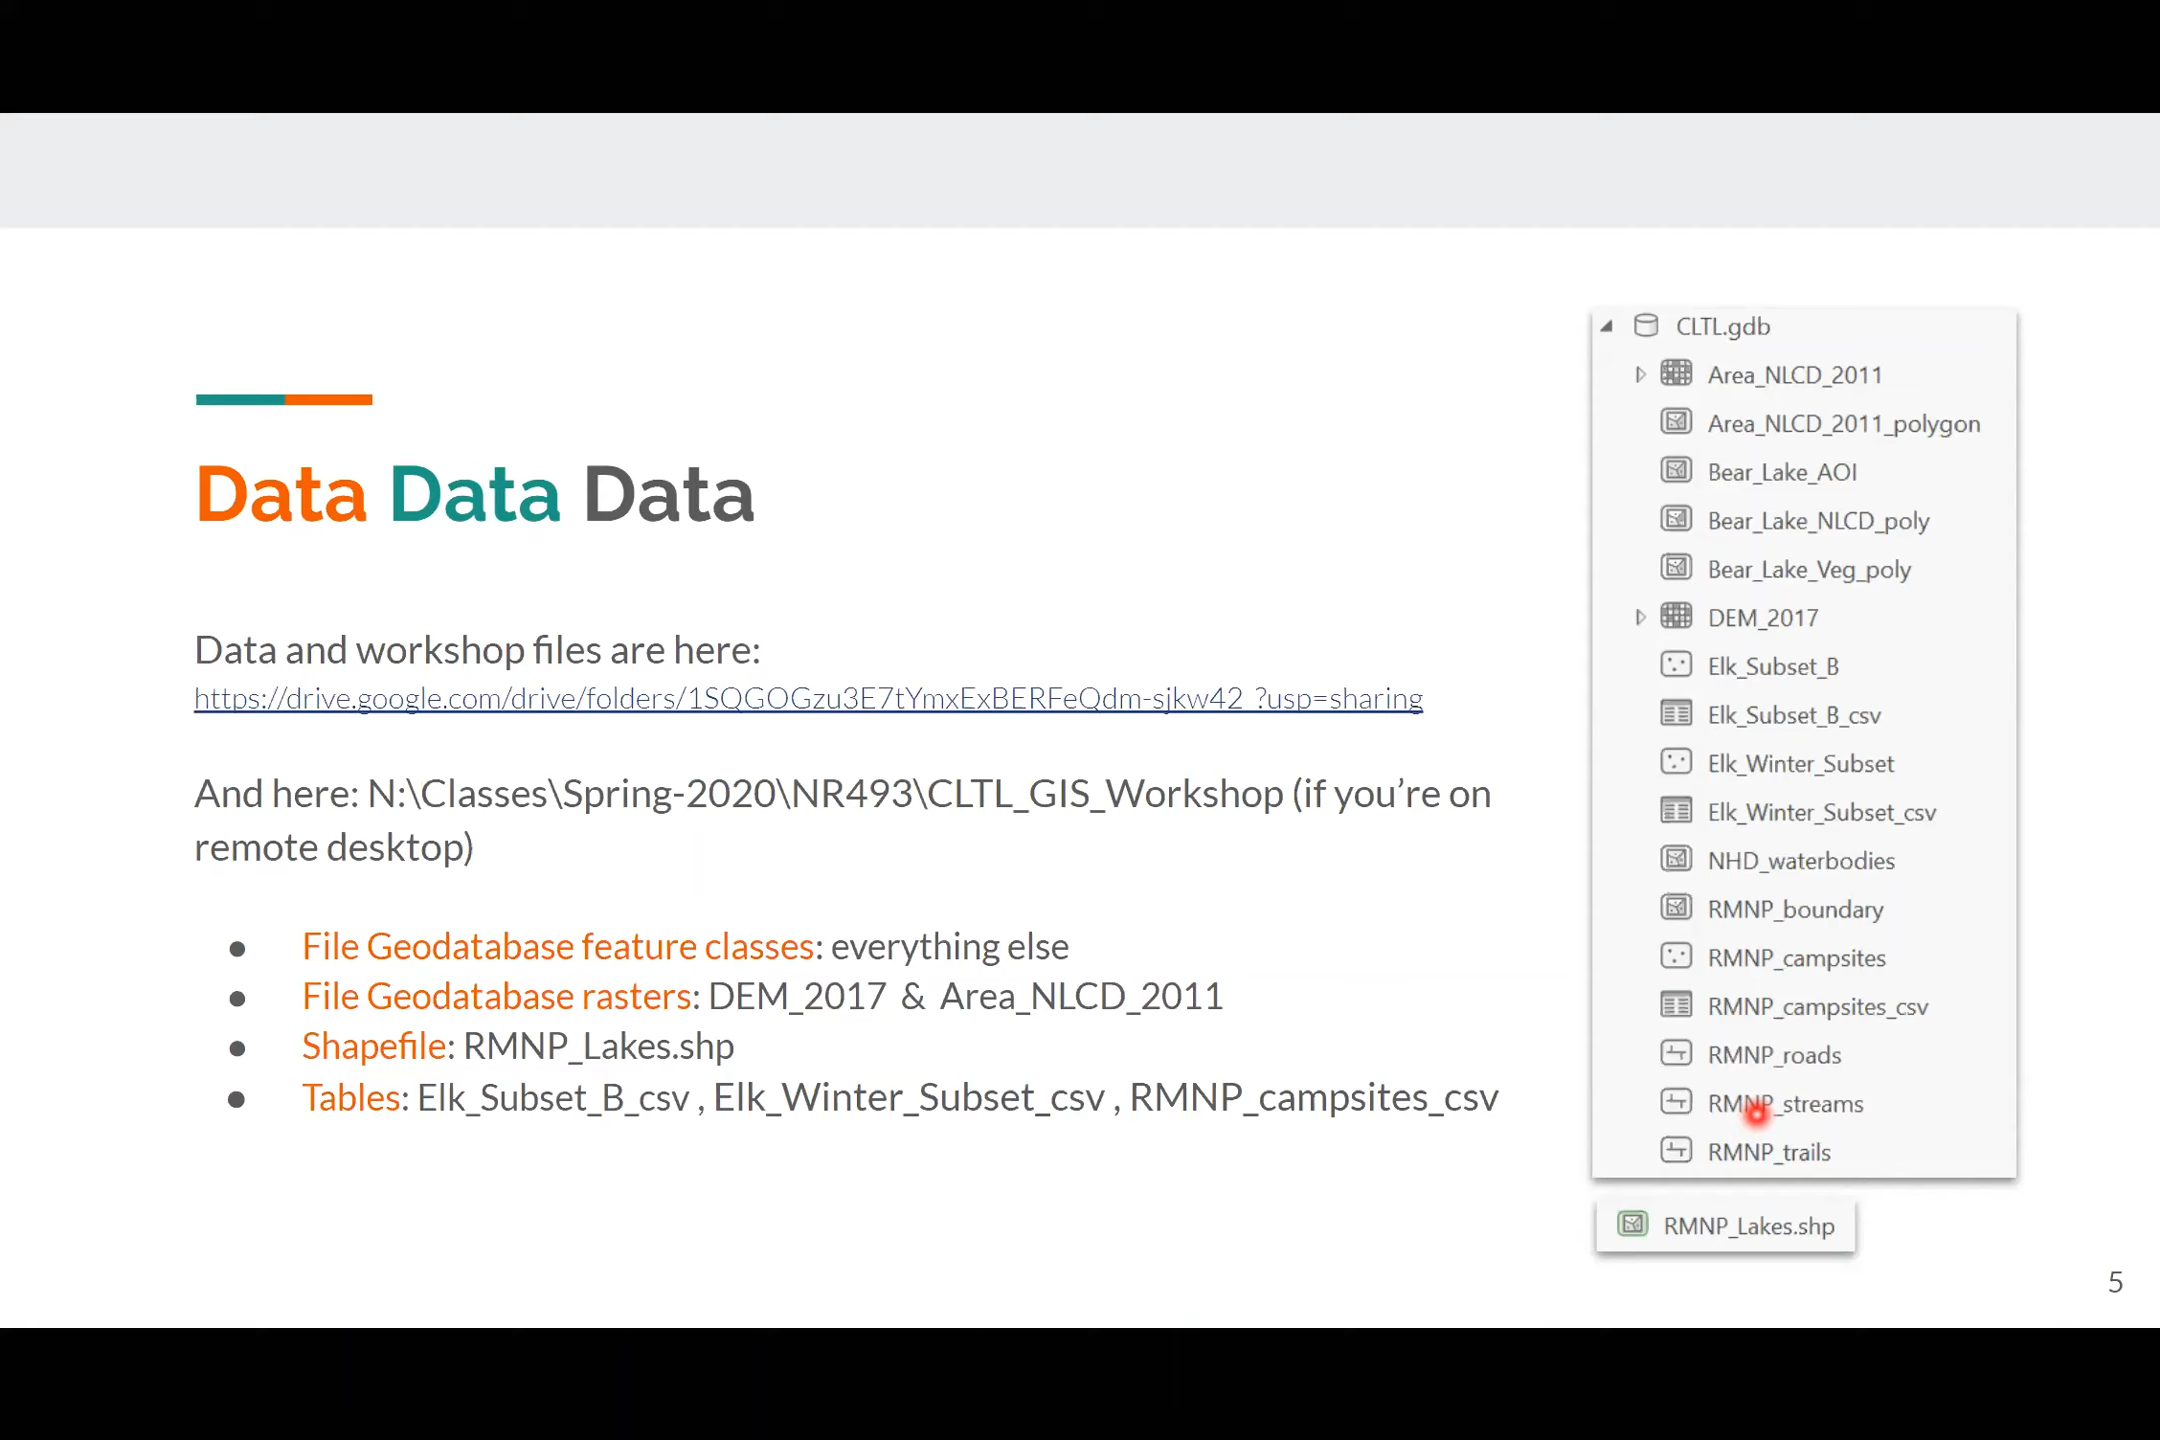 Data Data Data
Data and workshop files are here:
https://drive.google.com/drive/folders/1SQGOGzu3E7tYmxExBERFeQdm-sjkw42_?usp=sharing
And here: N:\Classes\Spring-2020\NR493\CLTL_GIS_Workshop (if you’re on
remote desktop)
● File Geodatabase feature classes: everything else
● File Geodatabase rasters: DEM_2017 & Area_NLCD_2011
● Shapefile: RMNP_Lakes.shp
● Tables: Elk_Subset_B_csv , Elk_Winter_Subset_csv , RMNP_campsites_csv
CLTL.gdb
Area_NLCD_2011
Area_NLCD_2011_polygon
Bear_Lake_AOI
Bear_Lake_NLCD_poly
Bear_Lake_Veg_poly
DEM_2017
Elk_Subset_B
Elk_Subset_B_csv
Elk_Winter_Subset
Elk_Winter_Subset_csv
NHD_waterbodies
RMNP_boundary
RMNP_campsites
RMNP_campsites_csv
RMNP_roads
RMNP_streams
RMNP_trails
RMNP_Lakes.shp
5